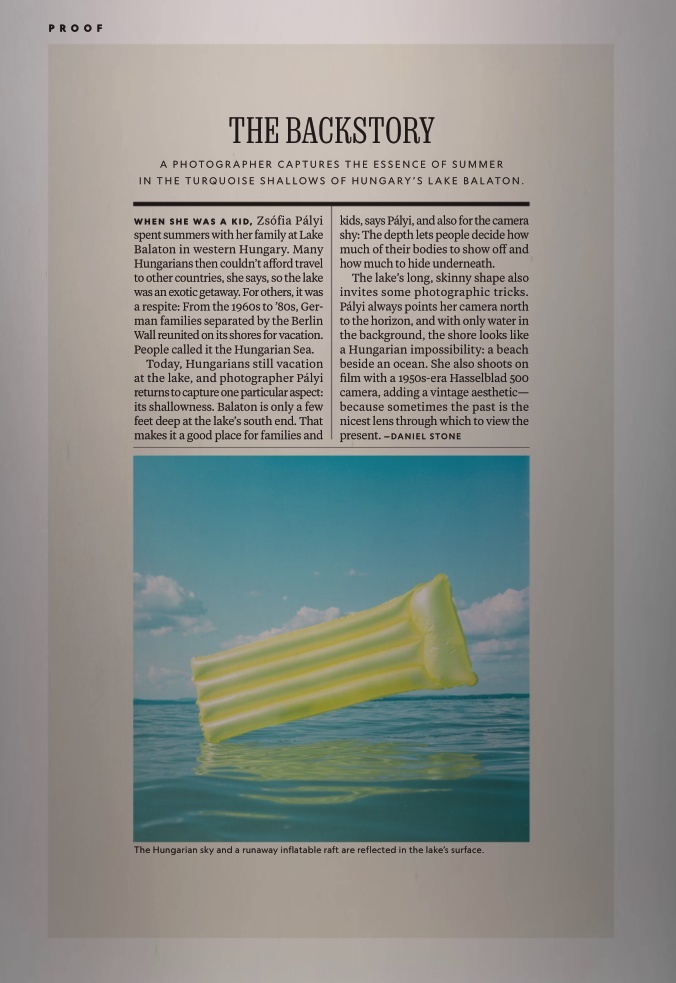 PROOF
THE BACKSTORY
A PHOTOGRAPHER CAPTURES THE ESSENCE OF SUMMER
IN THE TURQUOISE SHALLOWS OF HUNGARY'S LAKE BALATON.
WHEN SHE WAS A KID, Zsófia Pályi
spent summers with her family at Lake
Balaton in western Hungary. Many
Hungarians then couldn't afford travel
to other countries, she says, so the lake
was an exotic getaway. For others, it was
a respite: From the 1960s to '80s, Ger-
man families separated by the Berlin
Wall reunited on its shores for vacation.
People called it the Hungarian Sea.
Today, Hungarians still vacation
at the lake, and photographer Pályi
returns to capture one particular aspect:
its shallowness. Balaton is only a few
feet deep at the lake's south end. That
makes it a good place for families and
kids, says Pályi, and also for the camera
shy: The depth lets people decide how
much of their bodies to show off and
how much to hide underneath.
The lake's long, skinny shape also
invites some photographic tricks.
Pályi always points her camera north
to the horizon, and with only water in
the background, the shore looks like
a Hungarian impossibility: a beach
beside an ocean. She also shoots on
film with a 1950s-era Hasselblad 500
camera, adding a vintage aesthetic—
because sometimes the past is the
nicest lens through which to view the
present. —DANIEL STONE
The Hungarian sky and a runaway inflatable raft are reflected in the lake's surface.